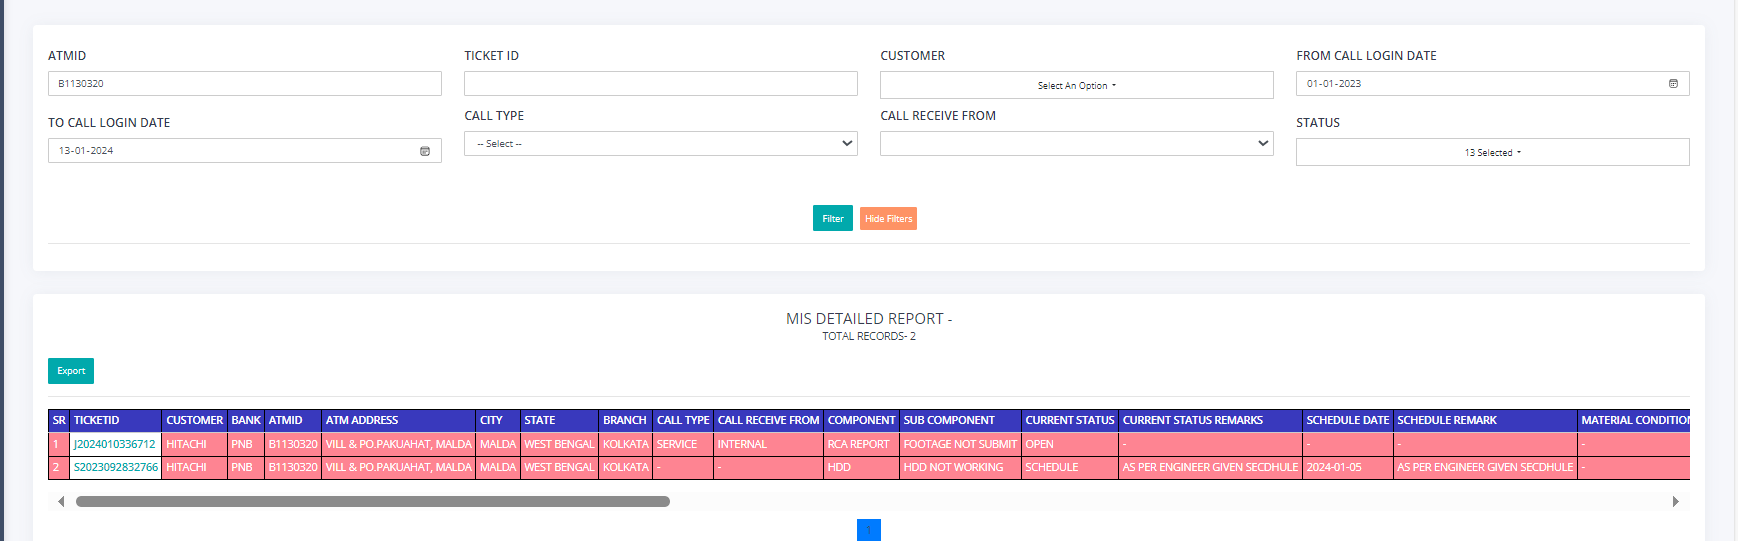 ATMID TICKET ID CUSTOMER FROM CALL LOGIN DATE
B1130320 Select An Option 01-01-2023
TO CALL LOGIN DATE CALL TYPE CALL RECEIVE FROM STATUS
13-01-2024 -- Select -- 13 Selected
Filter Hide Filters
MIS DETAILED REPORT -
TOTAL RECORDS- 2
Export
SR TICKETID CUSTOMER BANK ATMID ATM ADDRESS CITY STATE BRANCH CALL TYPE CALL RECEIVE FROM COMPONENT SUB COMPONENT CURRENT STATUS CURRENT STATUS REMARKS SCHEDULE DATE SCHEDULE REMARK MATERIAL CONDITION
1 J2024010336712 HITACHI PNB B1130320 VILL & PO.PAKUAHAT, MALDA MALDA WEST BENGAL KOLKATA SERVICE INTERNAL RCA REPORT FOOTAGE NOT SUBMIT OPEN - - - -
2 S2023092832766 HITACHI PNB B1130320 VILL & PO.PAKUAHAT, MALDA MALDA WEST BENGAL KOLKATA - - HDD HDD NOT WORKING SCHEDULE AS PER ENGINEER GIVEN SECDHULE 2024-01-05 AS PER ENGINEER GIVEN SECDHULE -
1